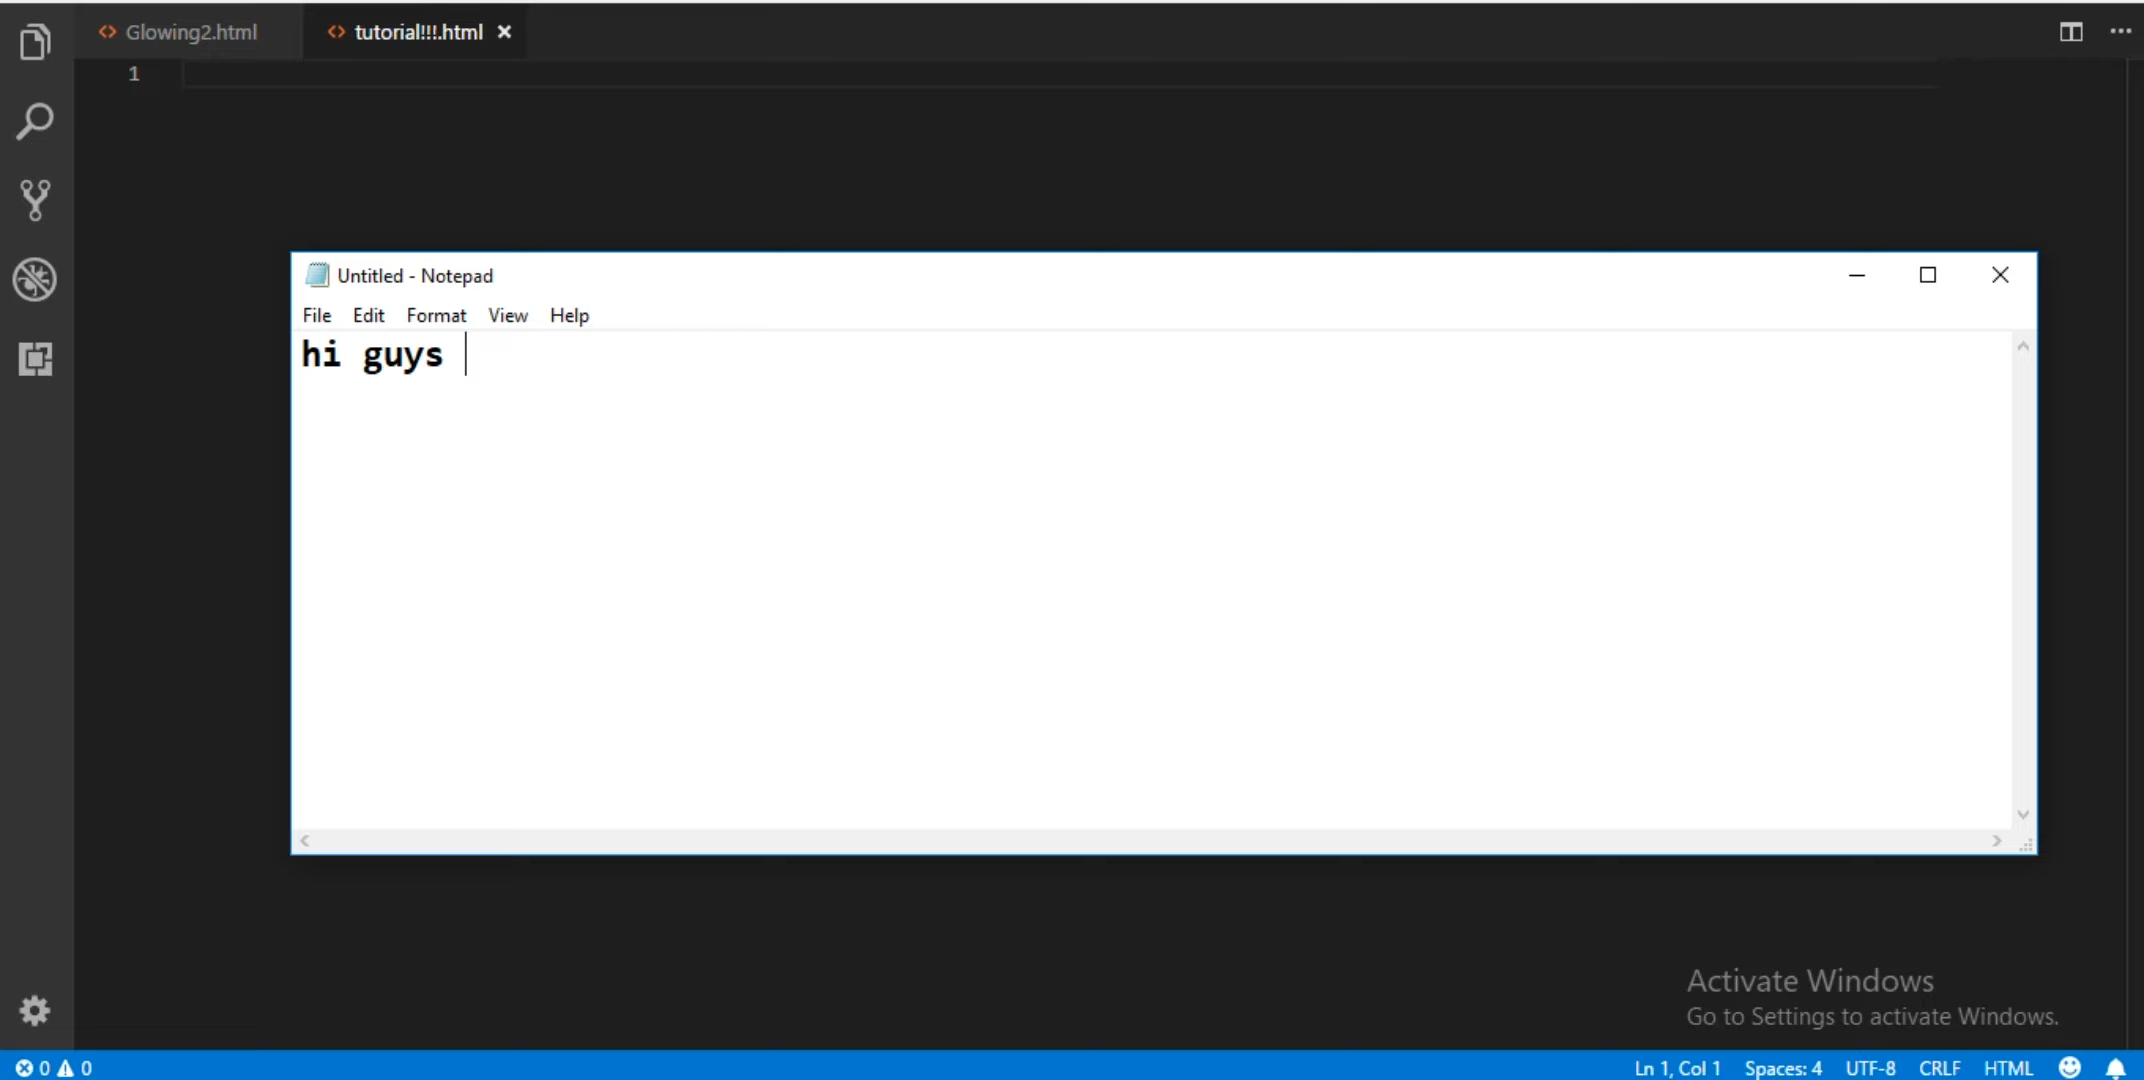 Glowing2.html
tutorial!!!.html
1
Untitled - Notepad
File Edit Format View Help
hi guys
Activate Windows
Go to Settings to activate Windows.
0 0
Ln 1, Col 1 Spaces: 4 UTF-8 CRLF HTML